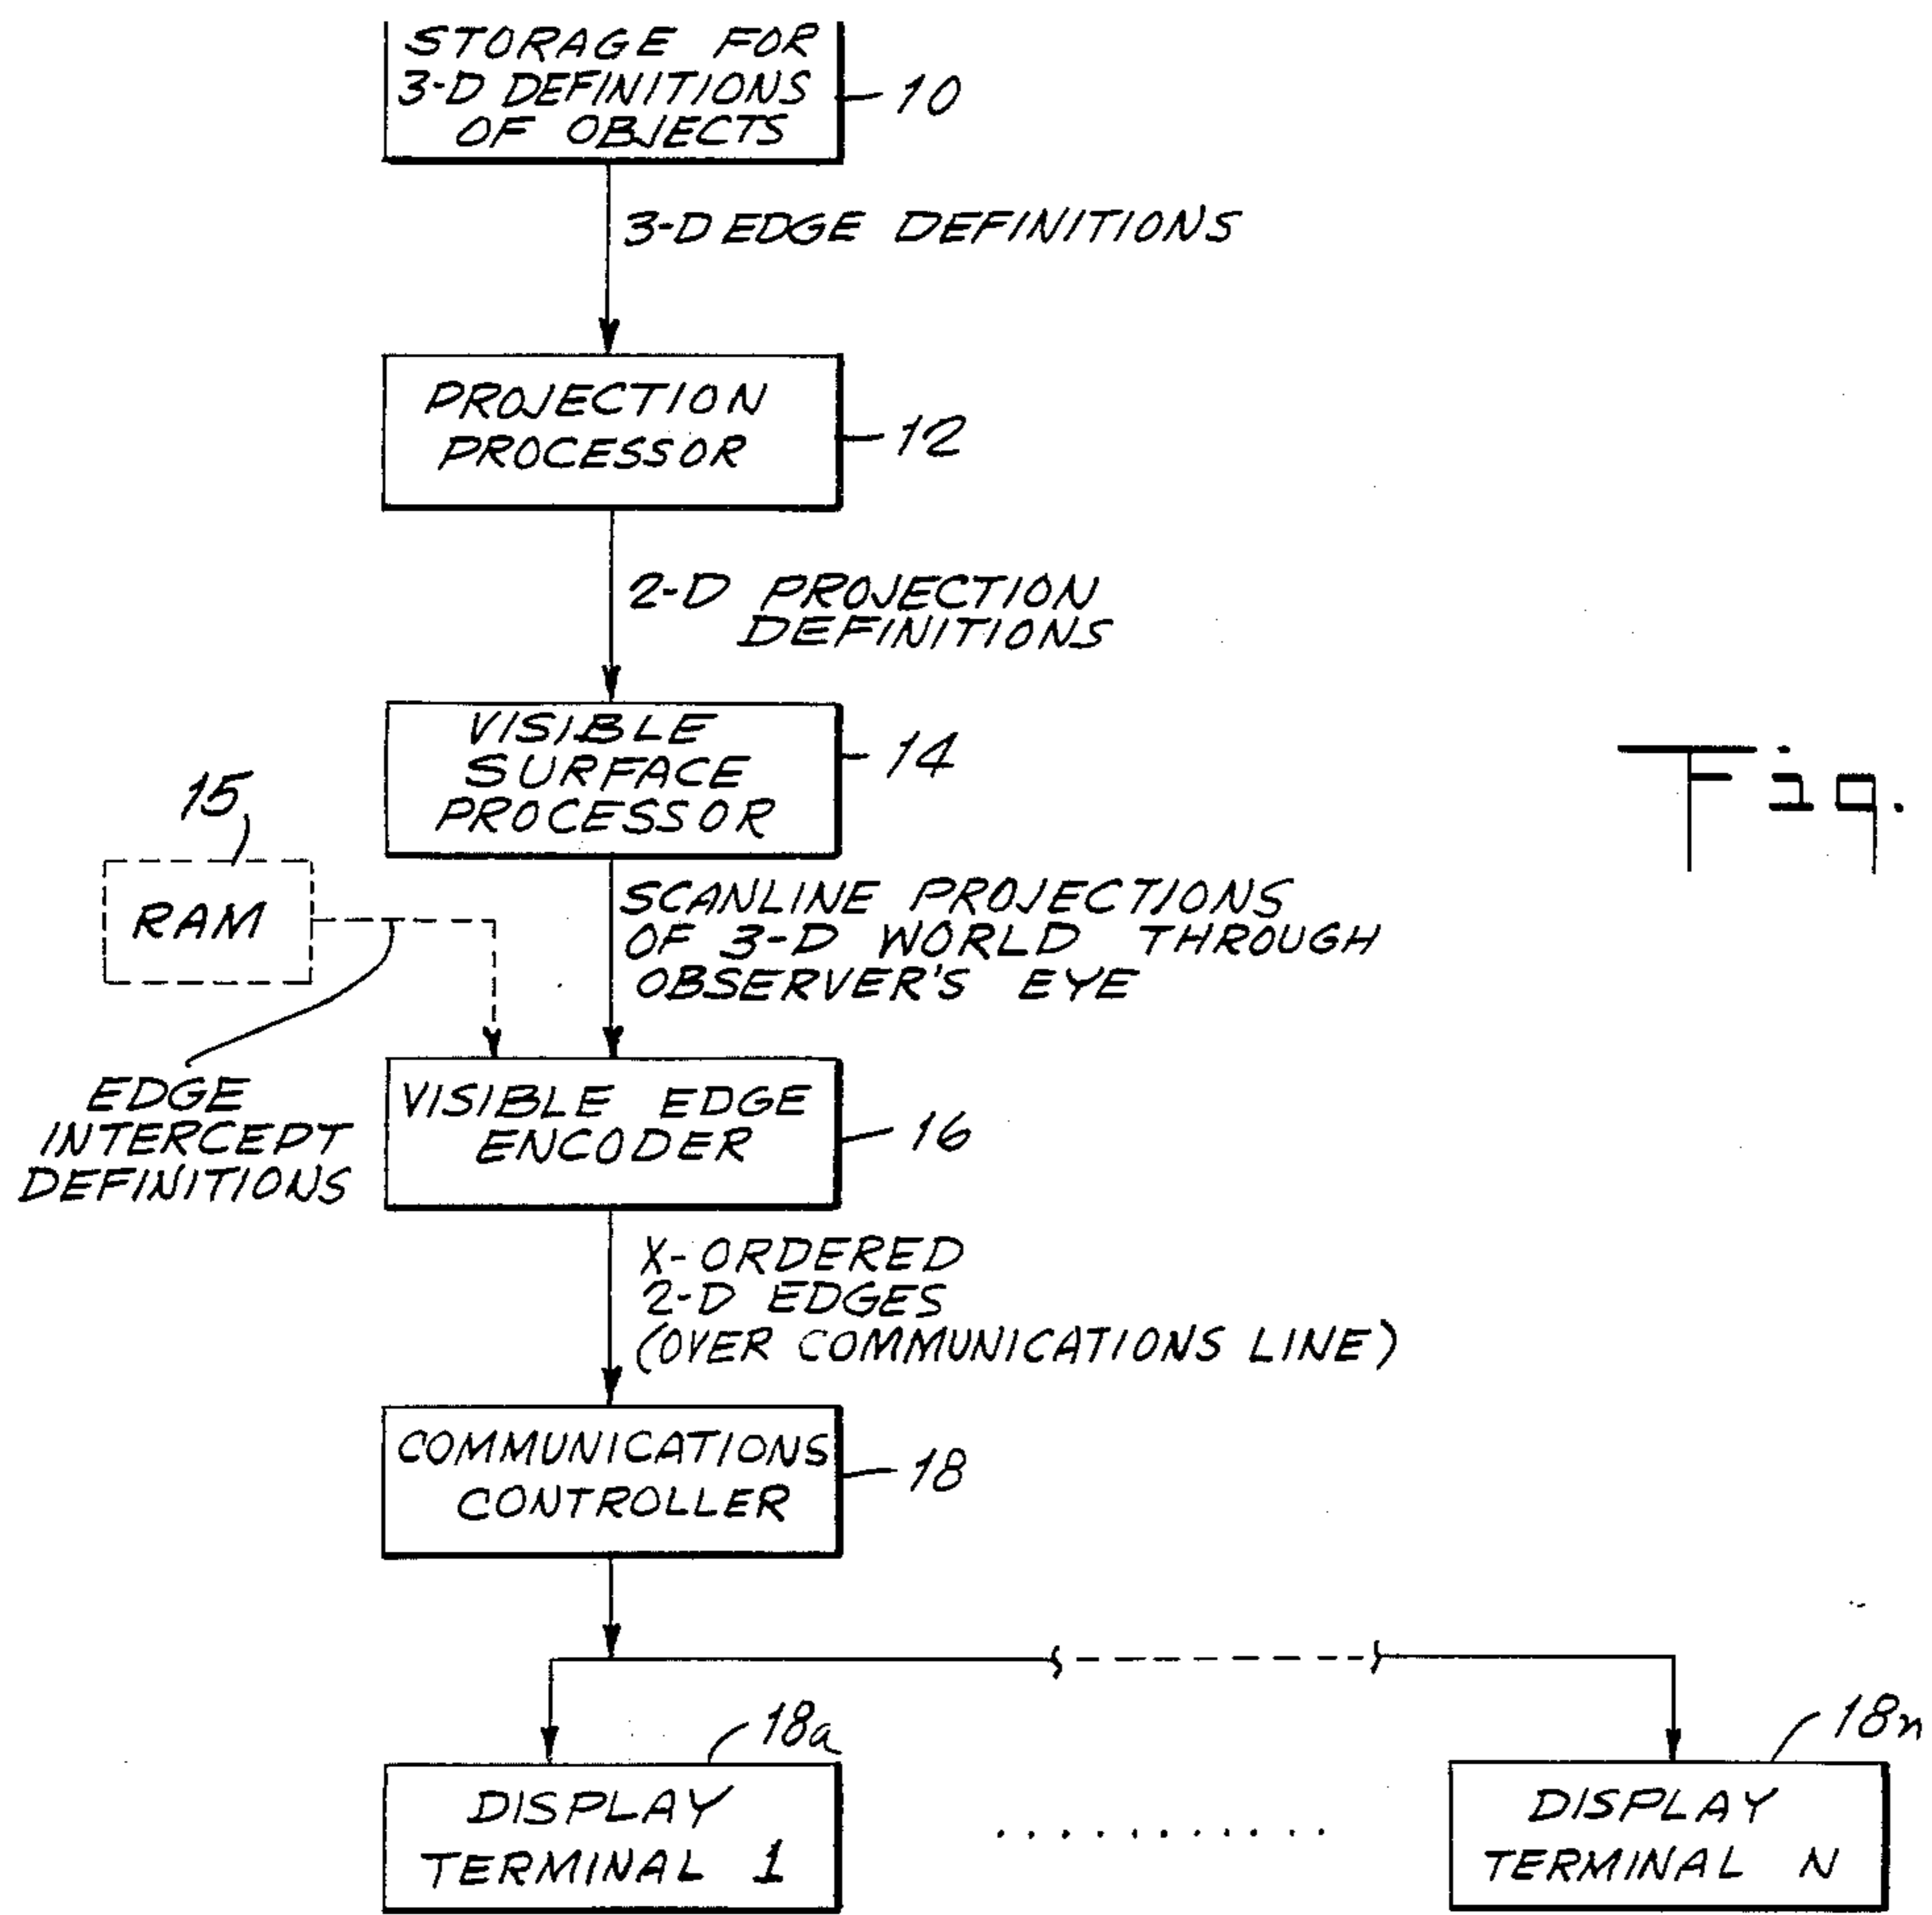 STORAGE FOR
3-D DEFINITIONS
OF OBJECTS
10
3-D EDGE DEFINITIONS
PROJECTION
PROCESSOR
12
2-D PROJECTION
DEFINITIONS
VISIBLE
SURFACE
PROCESSOR
14
Fig.
15
RAM
SCANLINE PROJECTIONS
OF 3-D WORLD THROUGH
OBSERVER'S EYE
EDGE
INTERCEPT
DEFINITIONS
VISIBLE EDGE
ENCODER
16
X-ORDERED
2-D EDGES
(OVER COMMUNICATIONS LINE)
COMMUNICATIONS
CONTROLLER
18
18a
18n
DISPLAY
TERMINAL 1
............
DISPLAY
TERMINAL N